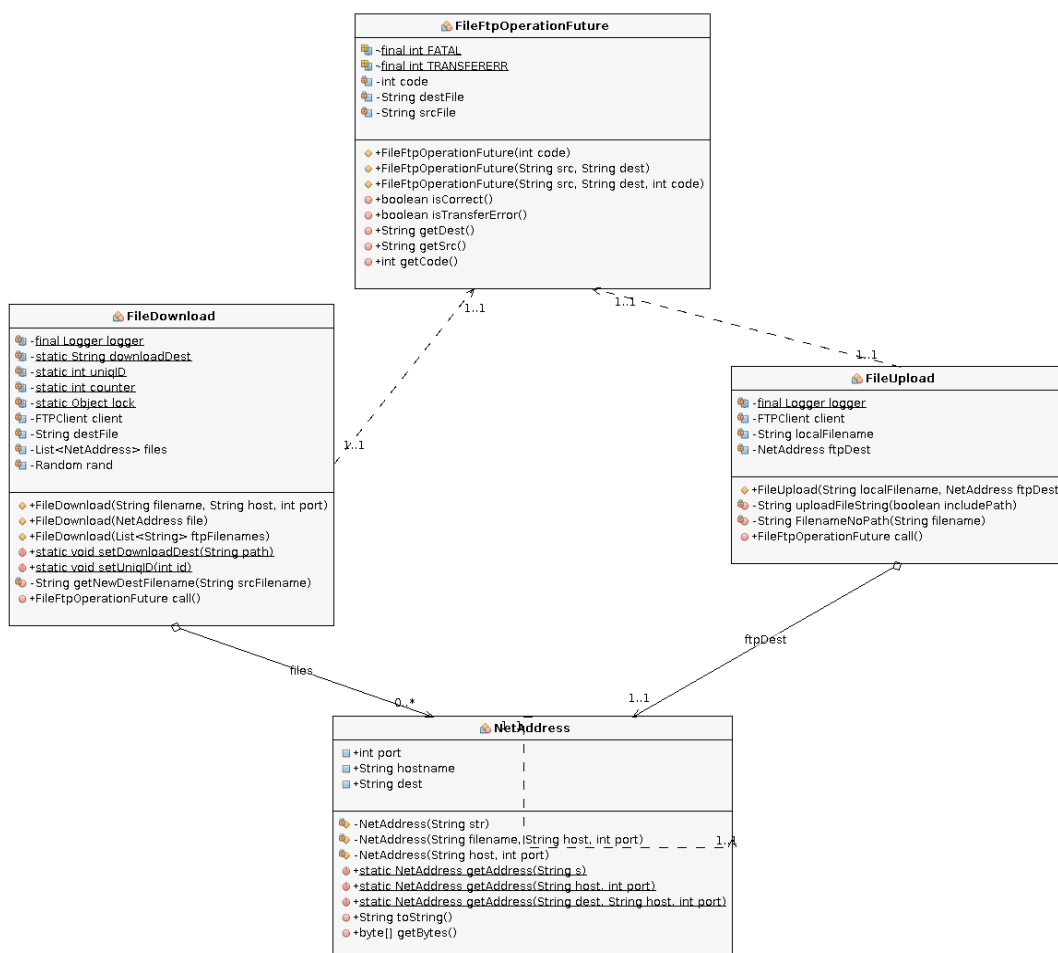 FileFtpOperationFuture
~final int FATAL
~final int TRANSFERERR
-int code
-String destFile
-String srcFile
+FileFtpOperationFuture(int code)
+FileFtpOperationFuture(String src, String dest)
+FileFtpOperationFuture(String src, String dest, int code)
+boolean isCorrect()
+boolean isTransferError()
+String getDest()
+String getSrc()
+int getCode()
1..1
1..1
1..1
1..1
FileDownload
-final Logger logger
-static String downloadDest
-static int uniqID
-static int counter
-static Object lock
-FTPClient client
-String destFile
-List<NetAddress> files
-Random rand
+FileDownload(String filename, String host, int port)
+FileDownload(NetAddress file)
+FileDownload(List<String> ftpFilenames)
+static void setDownloadDest(String path)
+static void setUniqID(int id)
-String getNewDestFilename(String srcFilename)
+FileFtpOperationFuture call()
FileUpload
-final Logger logger
-FTPClient client
-String localFilename
-NetAddress ftpDest
+FileUpload(String localFilename, NetAddress ftpDest
-String uploadFileString(boolean includePath)
-String FilenameNoPath(String filename)
+FileFtpOperationFuture call()
files
ftpDest
0..*
1..1
1..1
NetAddress
+int port
+String hostname
+String dest
-NetAddress(String str)
-NetAddress(String filename, String host, int port)
1..1
-NetAddress(String host, int port)
+static NetAddress getAddress(String s)
+static NetAddress getAddress(String host, int port)
+static NetAddress getAddress(String dest, String host, int port)
+String toString()
+byte[] getBytes()